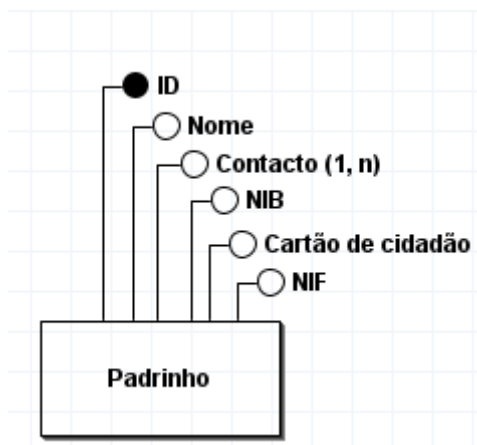 ID
Nome
Contacto (1, n)
NIB
Cartão de cidadão
NIF
Padrinho